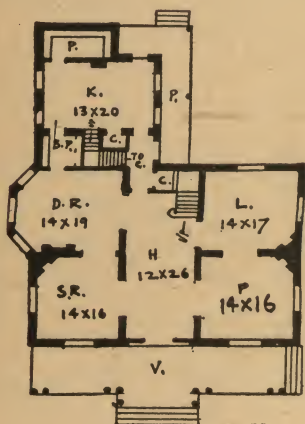 P.
K.
13X20
P.
B.P.
C.
TO
C.
C.
D.R.
14X19
L.
14X17
H
12X26
S.R.
14X16
P
14X16
V.